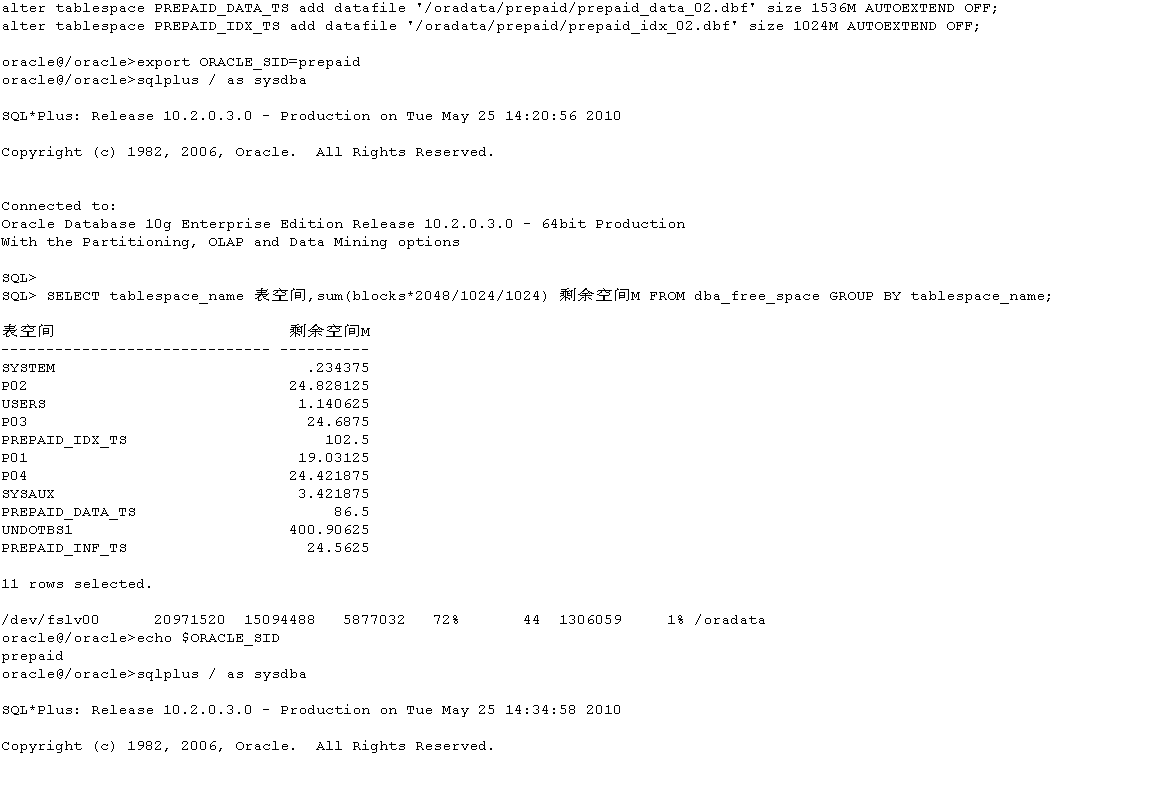 alter tablespace PREPAID_DATA_TS add datafile '/oradata/prepaid/prepaid_data_02.dbf' size 1536M AUTOEXTEND OFF;
alter tablespace PREPAID_IDX_TS add datafile '/oradata/prepaid/prepaid_idx_02.dbf' size 1024M AUTOEXTEND OFF;
oracle@/oracle>export ORACLE_SID=prepaid
oracle@/oracle>sqlplus / as sysdba
SQL*Plus: Release 10.2.0.3.0 - Production on Tue May 25 14:20:56 2010
Copyright (c) 1982, 2006, Oracle.  All Rights Reserved.
Connected to:
Oracle Database 10g Enterprise Edition Release 10.2.0.3.0 - 64bit Production
With the Partitioning, OLAP and Data Mining options
SQL>
SQL> SELECT tablespace_name 表空间,sum(blocks*2048/1024/1024) 剩余空间M FROM dba_free_space GROUP BY tablespace_name;
表空间                          剩余空间M
------------------------------ ----------
SYSTEM                            .234375
P02                             24.828125
USERS                            1.140625
P03                               24.6875
PREPAID_IDX_TS                      102.5
P01                              19.03125
P04                             24.421875
SYSAUX                           3.421875
PREPAID_DATA_TS                      86.5
UNDOTBS1                        400.90625
PREPAID_INF_TS                    24.5625
11 rows selected.
/dev/fslv00      20971520  15094488   5877032   72%       44  1306059     1% /oradata
oracle@/oracle>echo $ORACLE_SID
prepaid
oracle@/oracle>sqlplus / as sysdba
SQL*Plus: Release 10.2.0.3.0 - Production on Tue May 25 14:34:58 2010
Copyright (c) 1982, 2006, Oracle.  All Rights Reserved.